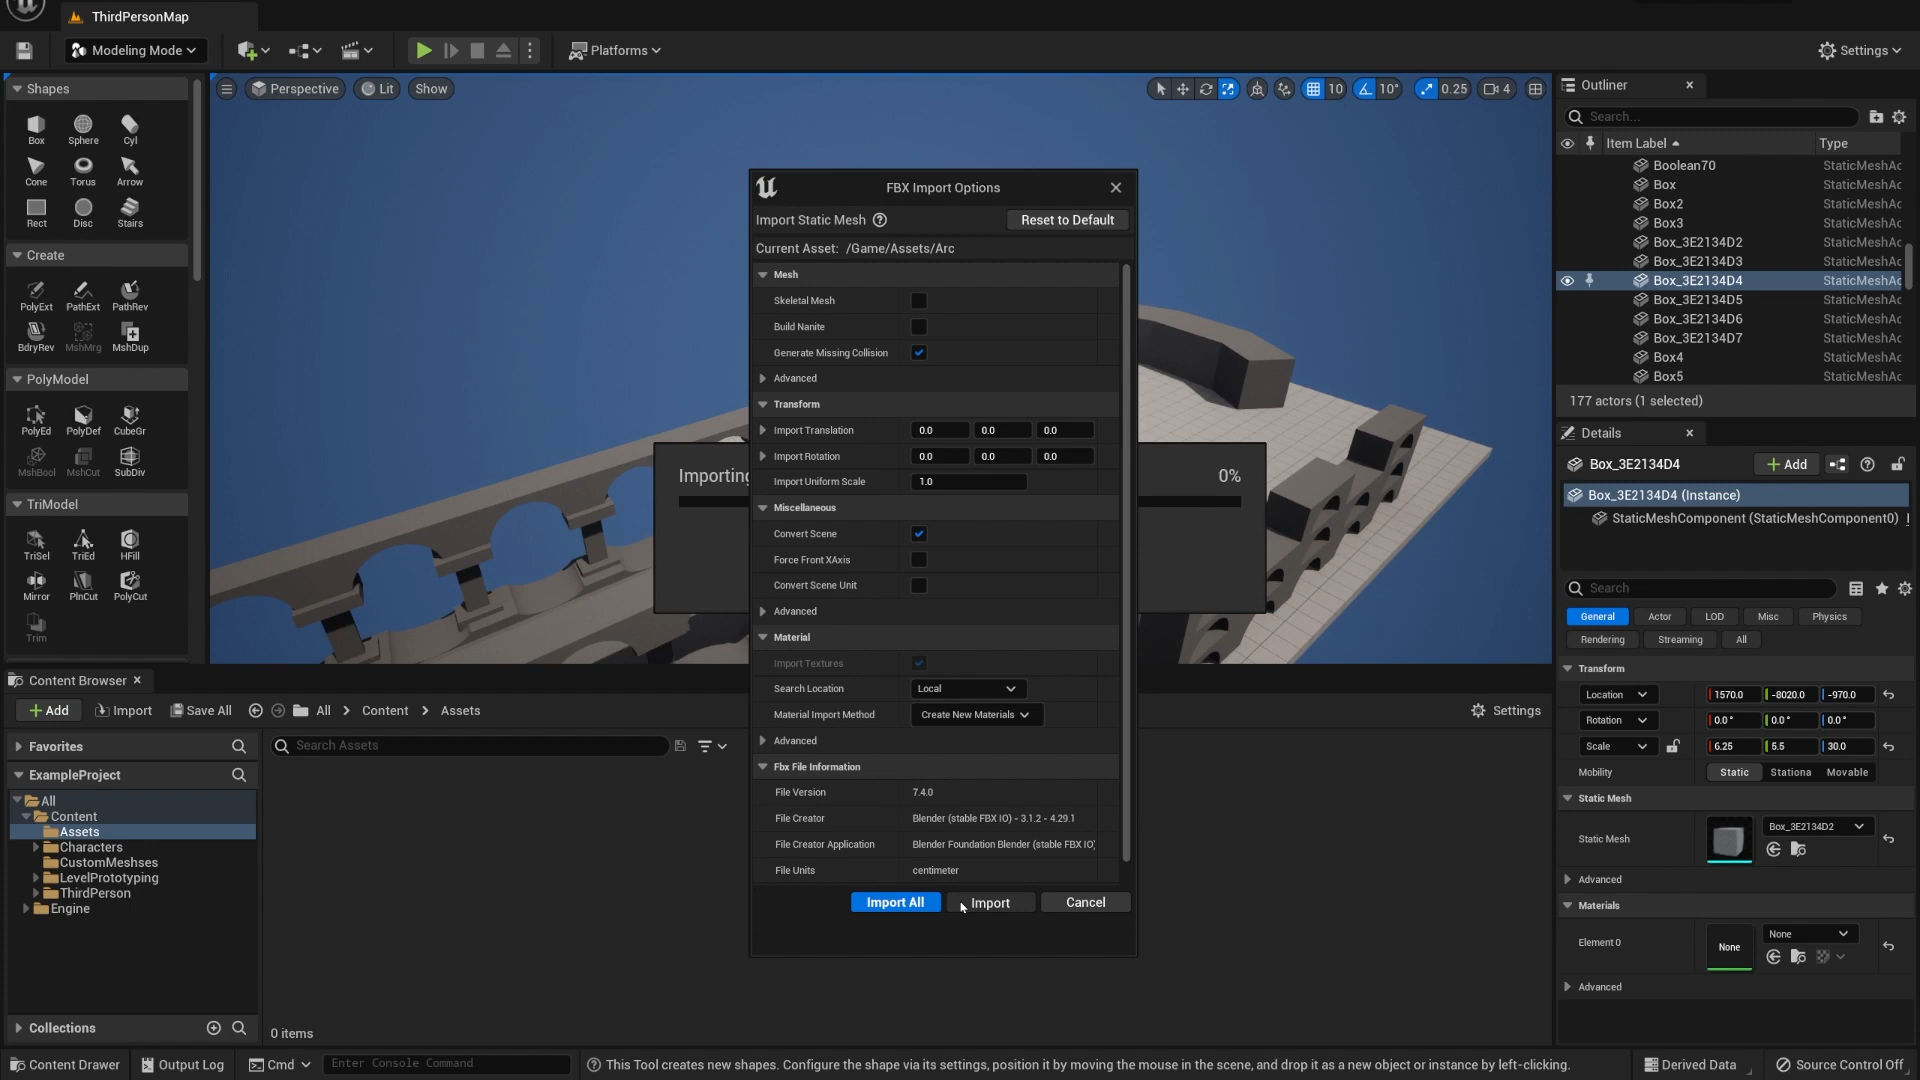 ThirdPersonMap
Modeling Mode
Platforms
Settings
Shapes
Box Sphere Cyl
Cone Torus Arrow
Rect Disc Stairs
Create
PolyExt PathExt PathRev
BdryRev MshMrg MshDup
PolyModel
PolyEd PolyDef CubeGr
MshBool MshCut SubDiv
TriModel
TriSel TriEd HFill
Mirror PlnCut PolyCut
Trim
Perspective Lit Show
10 10° 0.25 4
Importing
0%
FBX Import Options
Import Static Mesh
Reset to Default
Current Asset: /Game/Assets/Arc
Mesh
Skeletal Mesh
Build Nanite
Generate Missing Collision
Advanced
Transform
Import Translation 0.0 0.0 0.0
Import Rotation 0.0 0.0 0.0
Import Uniform Scale 1.0
Miscellaneous
Convert Scene
Force Front XAxis
Convert Scene Unit
Advanced
Material
Import Textures
Search Location Local
Material Import Method Create New Materials
Advanced
Fbx File Information
File Version 7.4.0
File Creator Blender (stable FBX IO) - 3.1.2 - 4.29.1
File Creator Application Blender Foundation Blender (stable FBX IO)
File Units centimeter
Import All Import Cancel
Outliner
Search...
Item Label Type
Boolean70 StaticMeshAc
Box StaticMeshAc
Box2 StaticMeshAc
Box3 StaticMeshAc
Box_3E2134D2 StaticMeshAc
Box_3E2134D3 StaticMeshAc
Box_3E2134D4 StaticMeshAc
Box_3E2134D5 StaticMeshAc
Box_3E2134D6 StaticMeshAc
Box_3E2134D7 StaticMeshAc
Box4 StaticMeshAc
Box5 StaticMeshAc
177 actors (1 selected)
Details
Box_3E2134D4
Add
Box_3E2134D4 (Instance)
StaticMeshComponent (StaticMeshComponent0)
Search
General Actor LOD Misc Physics
Rendering Streaming All
Transform
Location 1570.0 -8020.0 -970.0
Rotation 0.0° 0.0° 0.0°
Scale 6.25 5.5 30.0
Mobility Static Stationa Movable
Static Mesh
Static Mesh Box_3E2134D2
Advanced
Materials
Element 0 None None
Advanced
Content Browser
Add Import Save All All Content Assets
Settings
Favorites
Search Assets
ExampleProject
All
Content
Assets
Characters
CustomMeshses
LevelPrototyping
ThirdPerson
Engine
Collections
0 items
Content Drawer Output Log Cmd Enter Console Command
This Tool creates new shapes. Configure the shape via its settings, position it by moving the mouse in the scene, and drop it as a new object or instance by left-clicking.
Derived Data Source Control Off